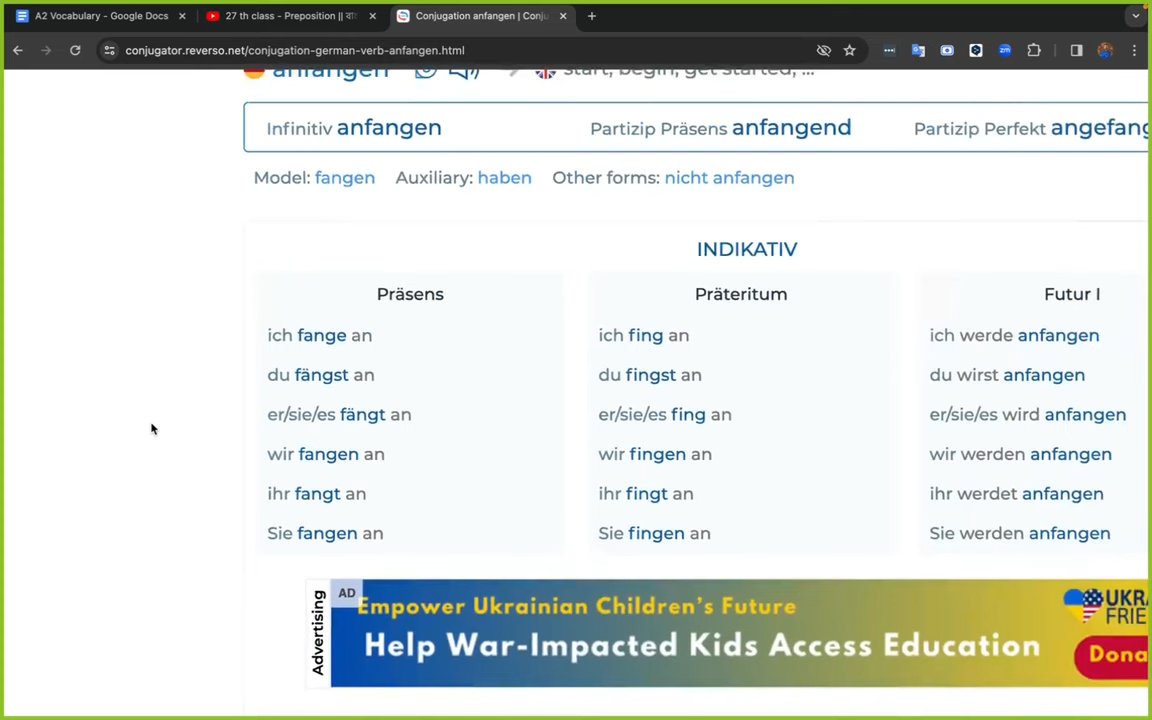 A2 Vocabulary - Google Docs
27 th class - Preposition ||
Conjugation anfangen | Conju
conjugator.reverso.net/conjugation-german-verb-anfangen.html
anfangen start, begin, get started, ...
Infinitiv anfangen Partizip Präsens anfangend Partizip Perfekt angefang
Model: fangen Auxiliary: haben Other forms: nicht anfangen
INDIKATIV
Präsens
ich fange an
du fängst an
er/sie/es fängt an
wir fangen an
ihr fangt an
Sie fangen an
Präteritum
ich fing an
du fingst an
er/sie/es fing an
wir fingen an
ihr fingt an
Sie fingen an
Futur I
ich werde anfangen
du wirst anfangen
er/sie/es wird anfangen
wir werden anfangen
ihr werdet anfangen
Sie werden anfangen
Advertising
AD
Empower Ukrainian Children's Future
Help War-Impacted Kids Access Education
UKRA
FRIE
Dona